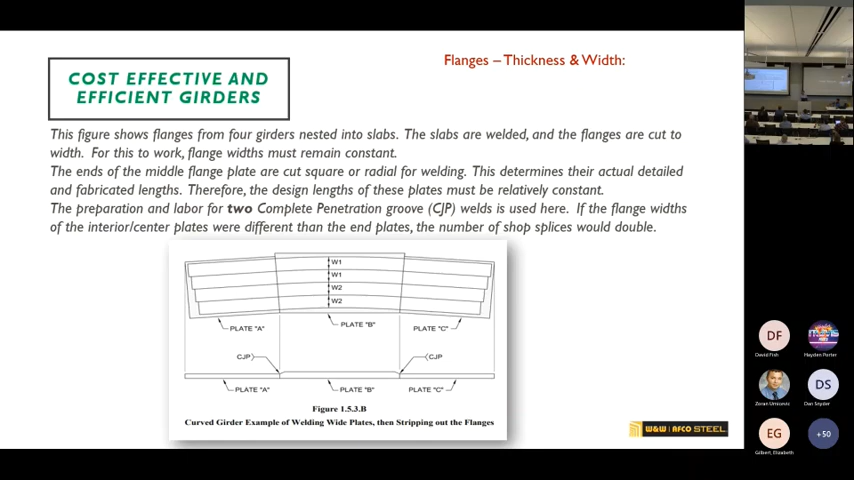 Flanges – Thickness & Width:
COST EFFECTIVE AND
EFFICIENT GIRDERS
This figure shows flanges from four girders nested into slabs. The slabs are welded, and the flanges are cut to
width. For this to work, flange widths must remain constant.
The ends of the middle flange plate are cut square or radial for welding. This determines their actual detailed
and fabricated lengths. Therefore, the design lengths of these plates must be relatively constant.
The preparation and labor for two Complete Penetration groove (CJP) welds is used here. If the flange widths
of the interior/center plates were different than the end plates, the number of shop splices would double.
W1
W1
W2
W2
PLATE "A" PLATE "B" PLATE "C"
CJP CJP
PLATE "A" PLATE "B" PLATE "C"
Figure 1.5.3.B
Curved Girder Example of Welding Wide Plates, then Stripping out the Flanges
W&W | AFCO STEEL
DF
David Fish Hayden Porter
DS
Dan Snyder
EG +50
Gilbert, Elizabeth